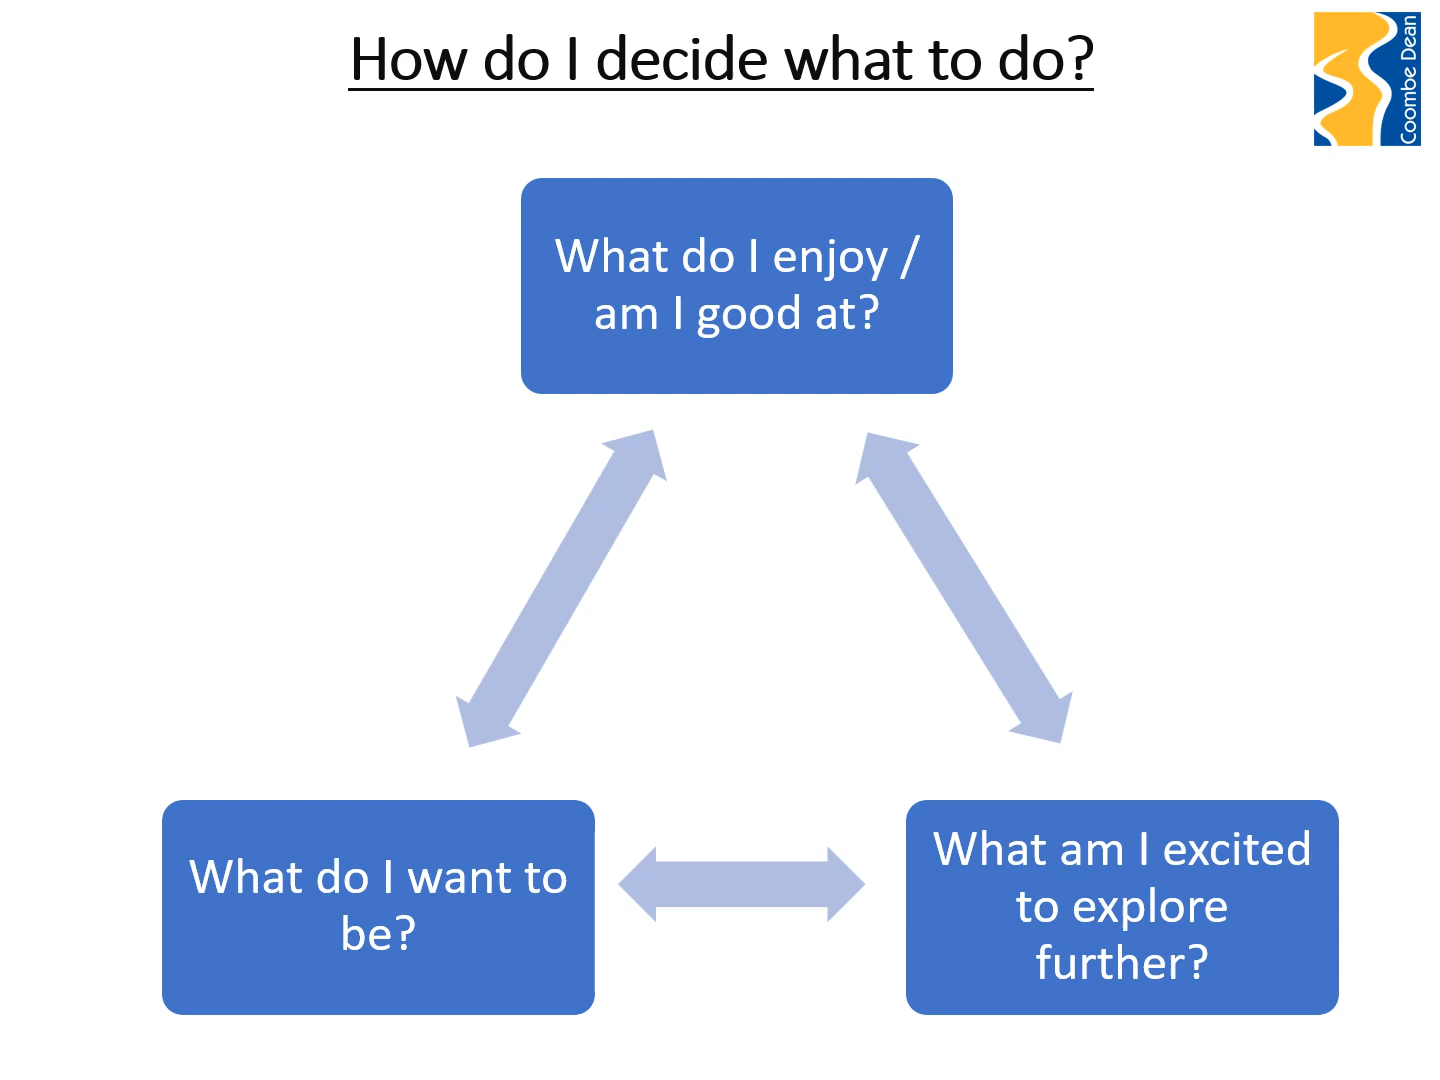 How do I decide what to do?
Coombe Dean
What do I enjoy /
am I good at?
What do I want to
be?
What am I excited
to explore
further?